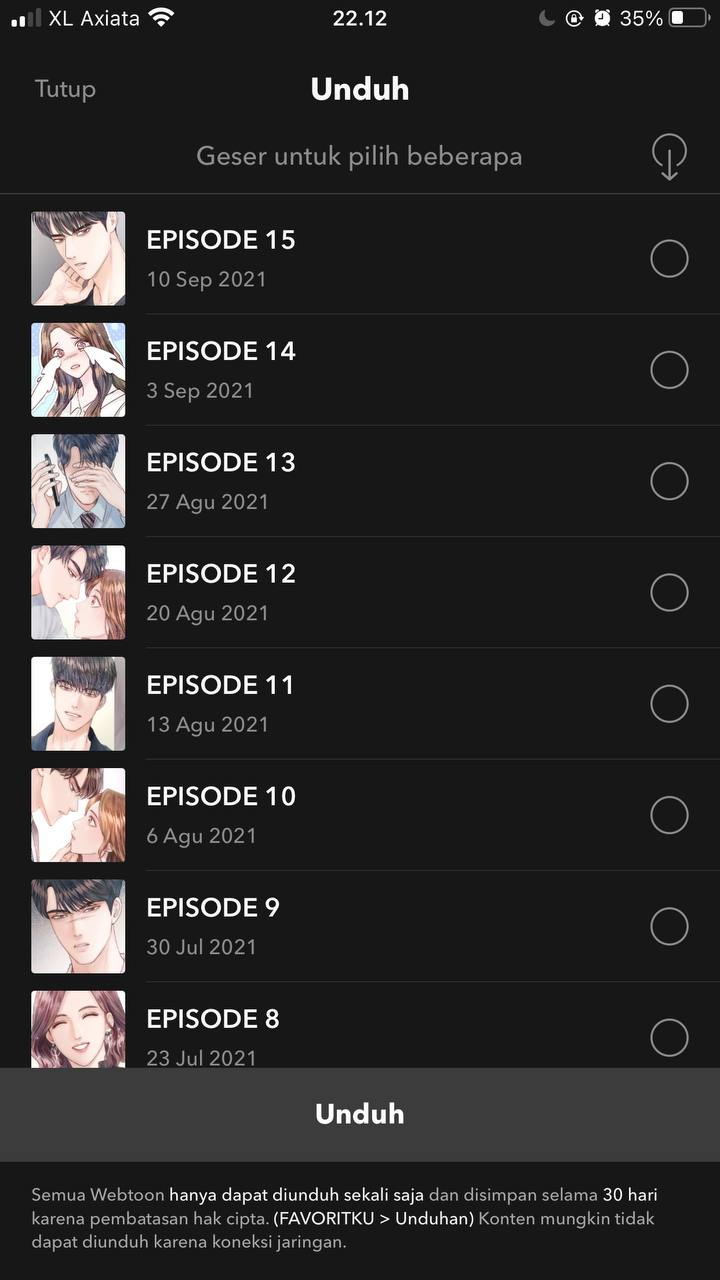 XL Axiata 22.12 35%
Tutup Unduh
Geser untuk pilih beberapa
EPISODE 15
10 Sep 2021
EPISODE 14
3 Sep 2021
EPISODE 13
27 Agu 2021
EPISODE 12
20 Agu 2021
EPISODE 11
13 Agu 2021
EPISODE 10
6 Agu 2021
EPISODE 9
30 Jul 2021
EPISODE 8
23 Jul 2021
Unduh
Semua Webtoon hanya dapat diunduh sekali saja dan disimpan selama 30 hari
karena pembatasan hak cipta. (FAVORITKU > Unduhan) Konten mungkin tidak
dapat diunduh karena koneksi jaringan.